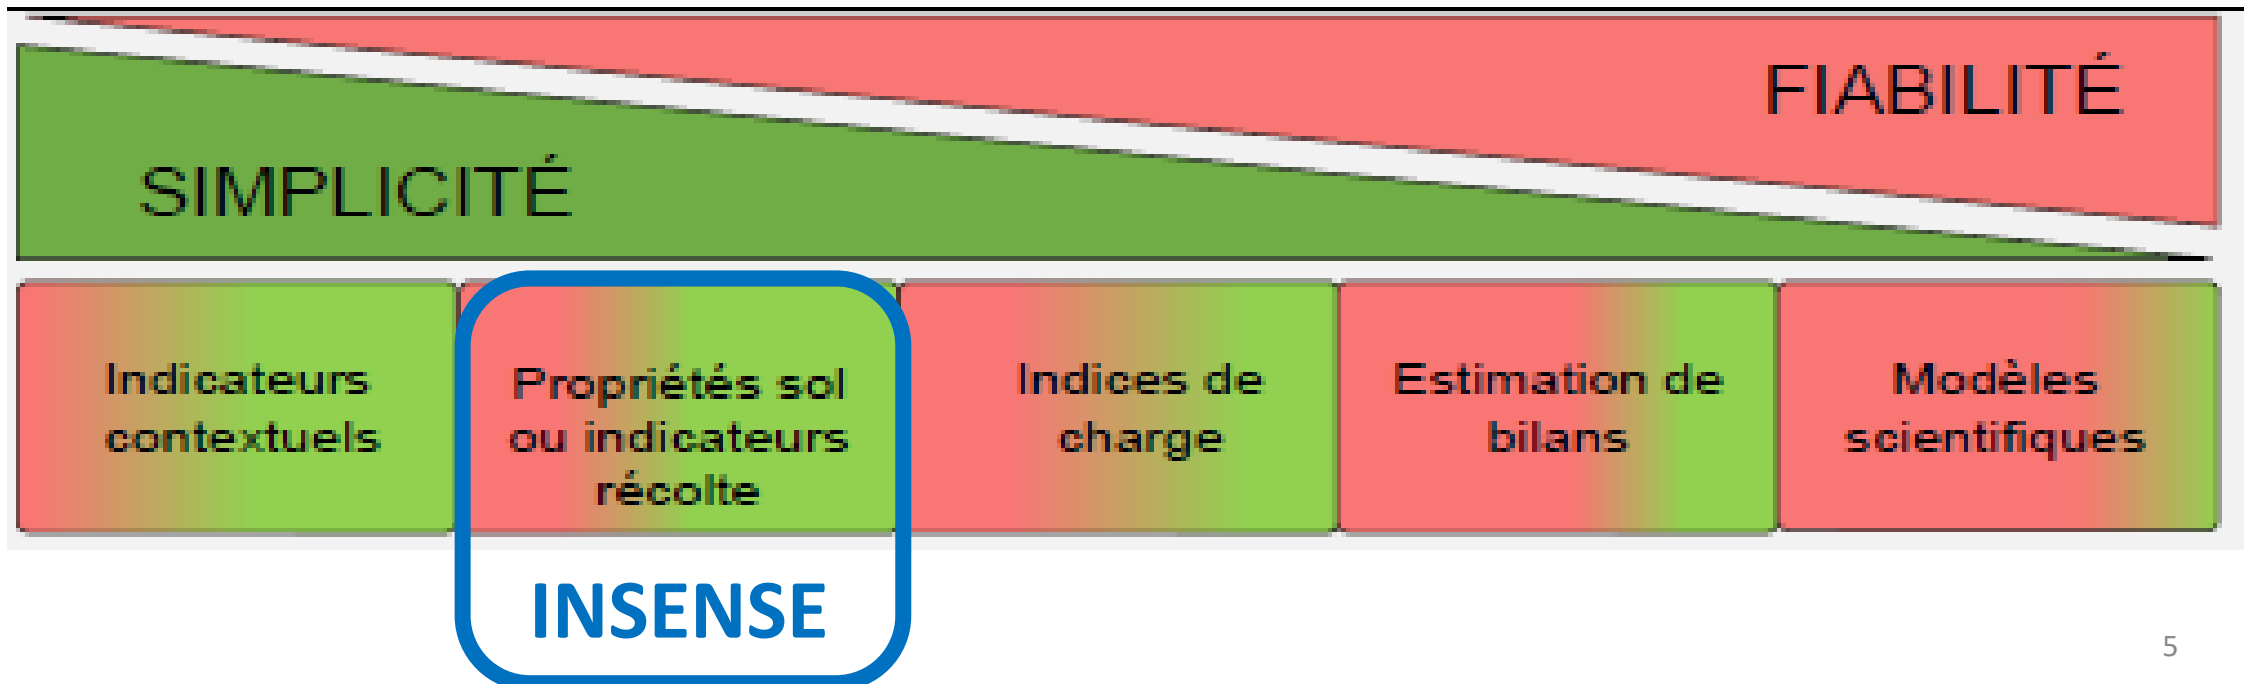 FIABILITÉ
SIMPLICITÉ
Indicateurs
contextuels
Propriétés sol
ou indicateurs
récolte
Indices de
charge
Estimation de
bilans
Modèles
scientifiques
INSENSE
5